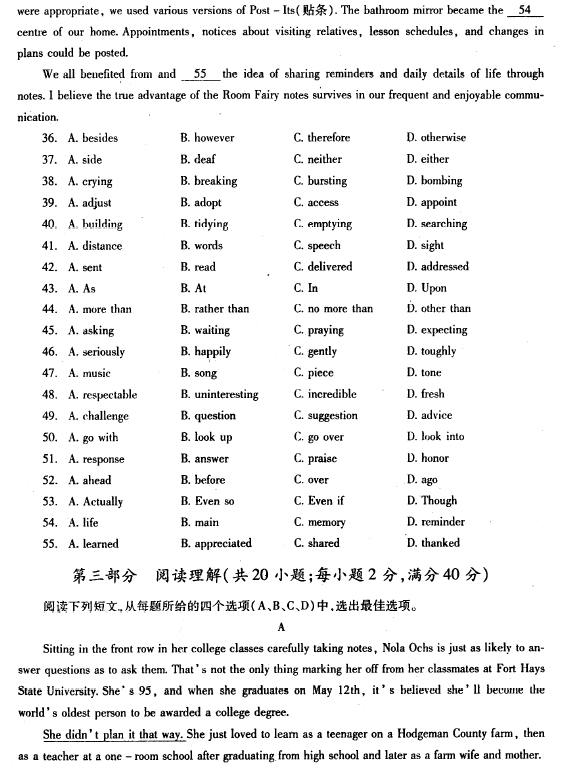 were appropriate, we used various versions of Post - Its(贴条). The bathroom mirror became the 54
centre of our home. Appointments, notices about visiting relatives, lesson schedules, and changes in
plans could be posted.
We all benefited from and 55 the idea of sharing reminders and daily details of life through
notes. I believe the true advantage of the Room Fairy notes survives in our frequent and enjoyable commu-
nication.
36. A. besides B. however C. therefore D. otherwise
37. A. side B. deaf C. neither D. either
38. A. crying B. breaking C. bursting D. bombing
39. A. adjust B. adopt C. access D. appoint
40. A. building B. tidying C. emptying D. searching
41. A. distance B. words C. speech D. sight
42. A. sent B. read C. delivered D. addressed
43. A. As B. At C. In D. Upon
44. A. more than B. rather than C. no more than D. other than
45. A. asking B. waiting C. praying D. expecting
46. A. seriously B. happily C. gently D. toughly
47. A. music B. song C. piece D. tone
48. A. respectable B. uninteresting C. incredible D. fresh
49. A. challenge B. question C. suggestion D. advice
50. A. go with B. look up C. go over D. look into
51. A. response B. answer C. praise D. honor
52. A. ahead B. before C. over D. ago
53. A. Actually B. Even so C. Even if D. Though
54. A. life B. main C. memory D. reminder
55. A. learned B. appreciated C. shared D. thanked
第三部分 阅读理解(共20小题;每小题2分,满分40分)
阅读下列短文,从每题所给的四个选项(A、B、C、D)中,选出最佳选项。
A
Sitting in the front row in her college classes carefully taking notes, Nola Ochs is just as likely to an-
swer questions as to ask them. That's not the only thing marking her off from her classmates at Fort Hays
State University. She's 95, and when she graduates on May 12th, it's believed she'll become the
world's oldest person to be awarded a college degree.
She didn't plan it that way. She just loved to learn as a teenager on a Hodgeman County farm, then
as a teacher at a one - room school after graduating from high school and later as a farm wife and mother.